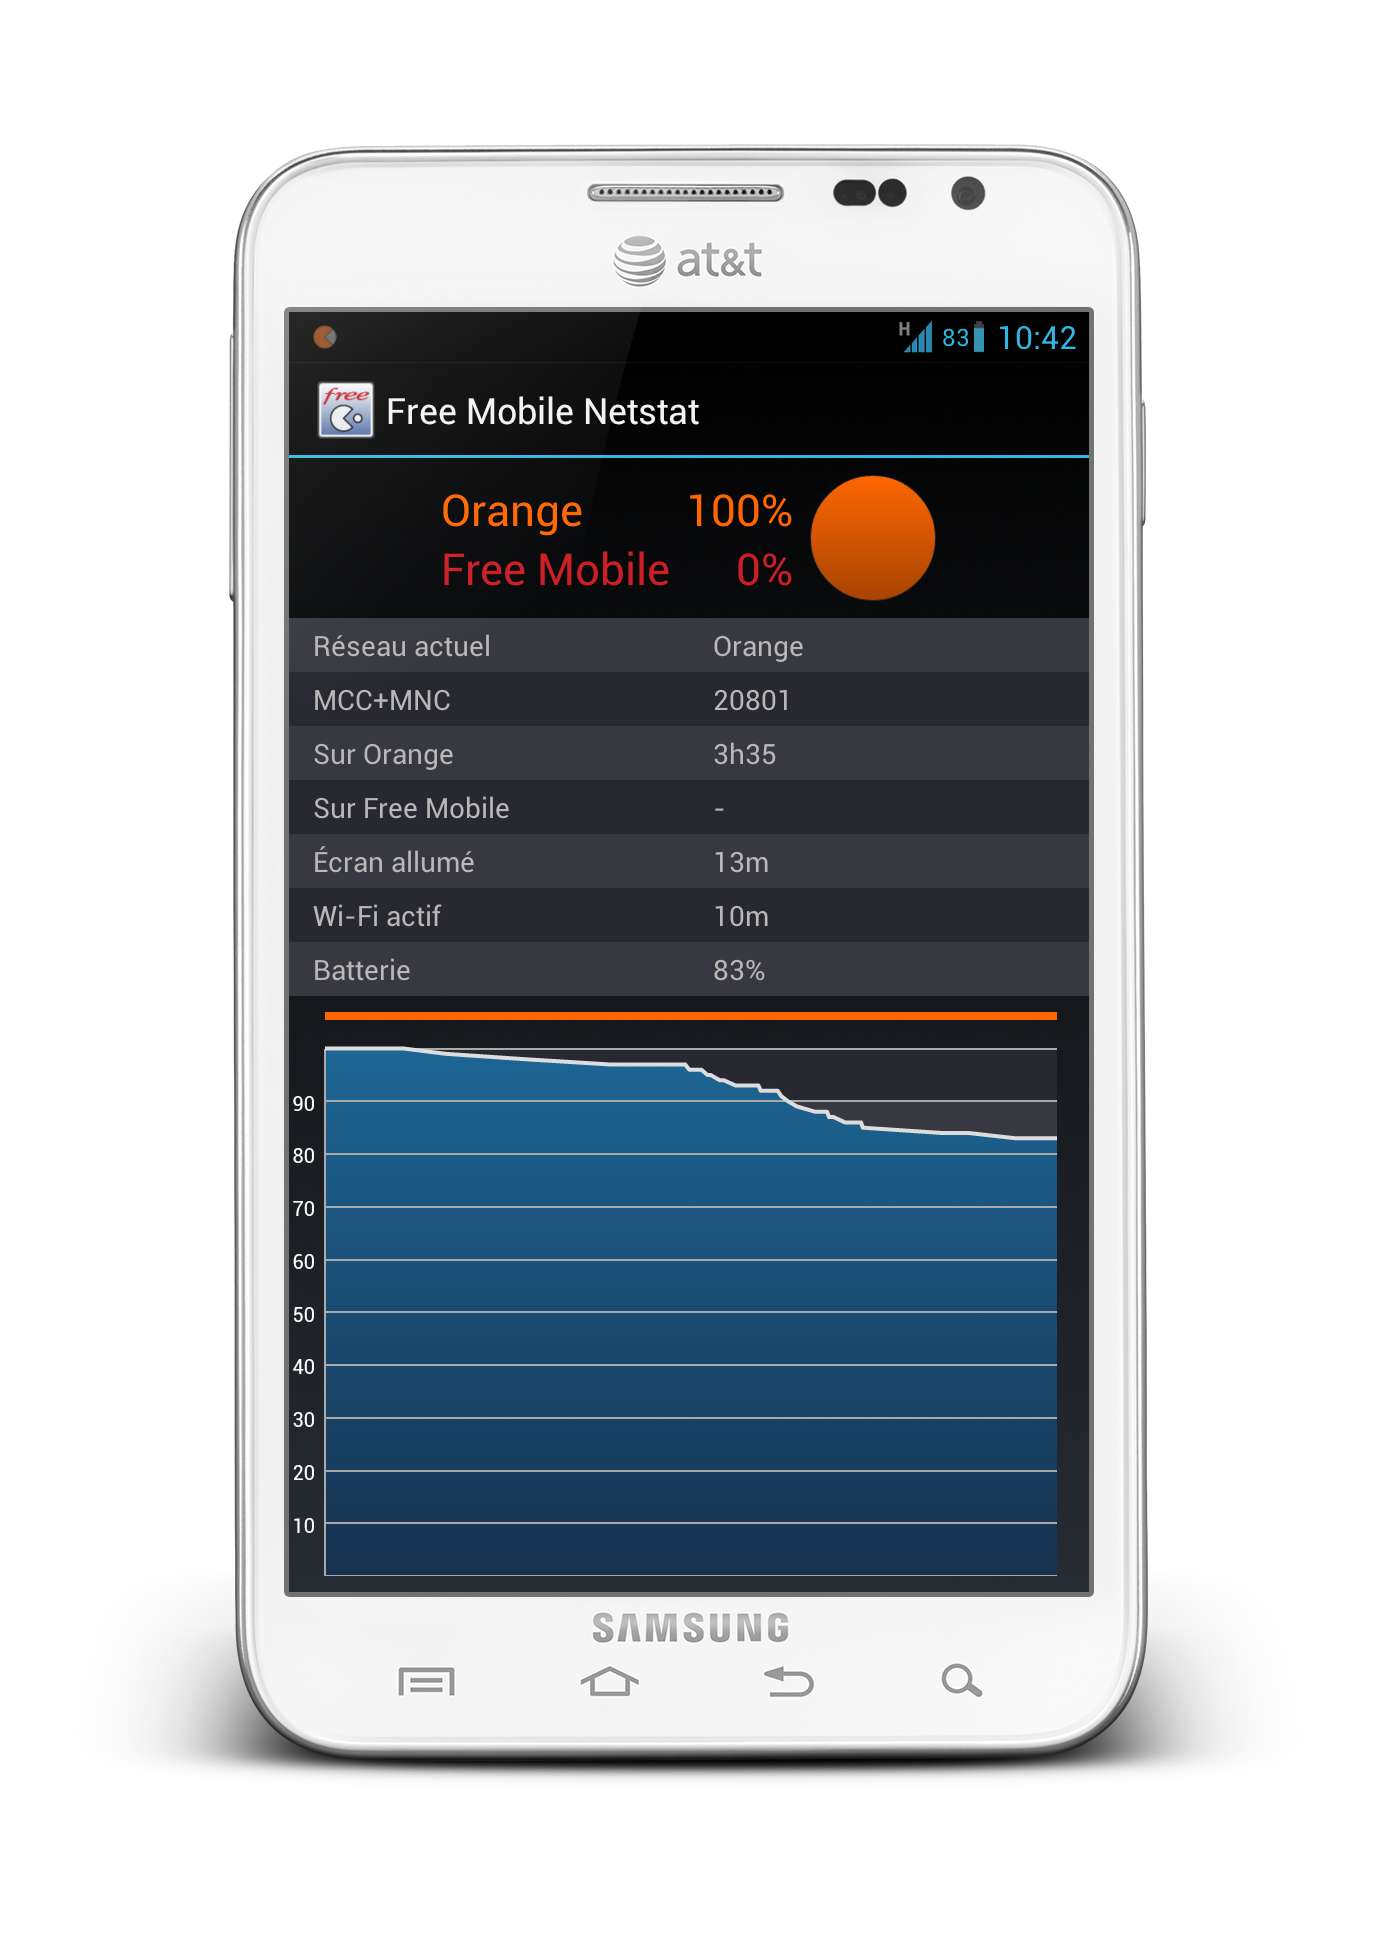 at&t
H 83 10:42
free
Free Mobile Netstat
Orange 100%
Free Mobile 0%
Réseau actuel Orange
MCC+MNC 20801
Sur Orange 3h35
Sur Free Mobile -
Écran allumé 13m
Wi-Fi actif 10m
Batterie 83%
90
80
70
60
50
40
30
20
10
SAMSUNG